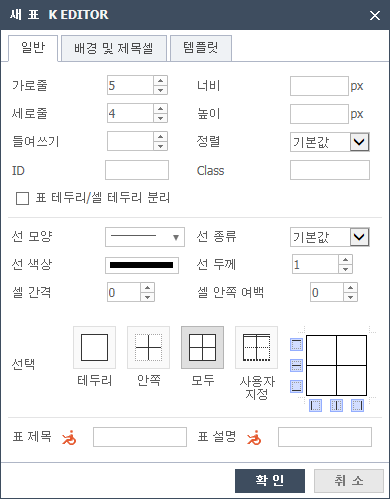 새 표 K EDITOR
일반 배경 및 제목셀 템플릿
가로줄 5 너비 px
세로줄 4 높이 px
들여쓰기 정렬 기본값
ID Class
표 테두리/셀 테두리 분리
선 모양 선 종류 기본값
선 색상 선 두께 1
셀 간격 0 셀 안쪽 여백 0
선택 테두리 안쪽 모두 사용자
지정
표 제목 표 설명
확 인 취 소